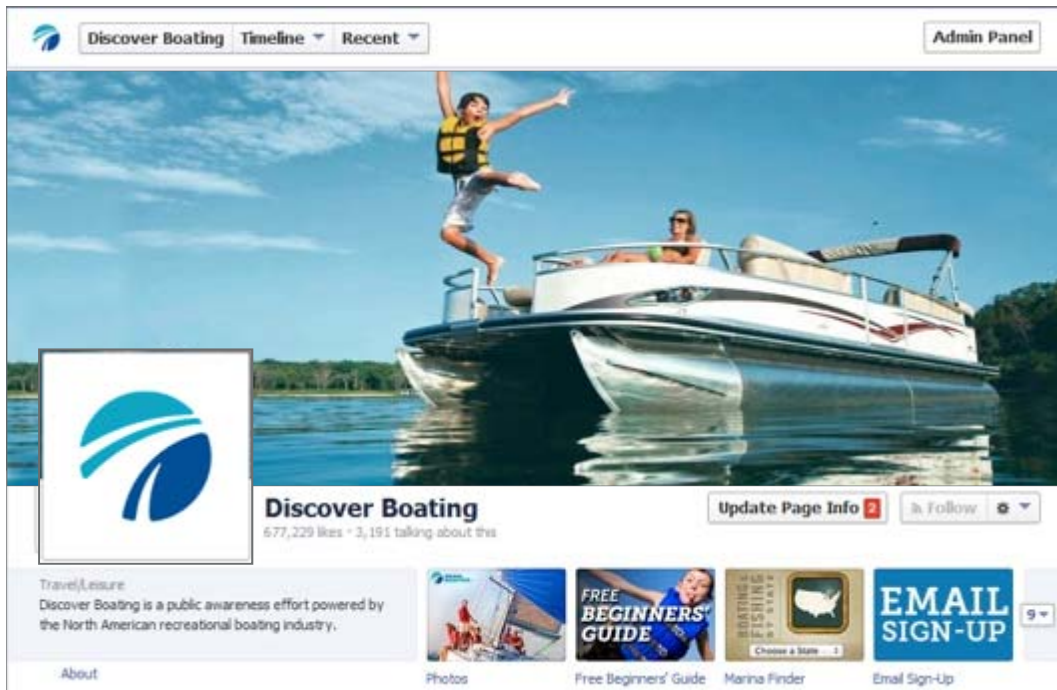 Discover Boating Timeline Recent
Admin Panel
Discover Boating
677,229 likes · 3,191 talking about this
Update Page Info 2
Follow
Travel/Leisure
Discover Boating is a public awareness effort powered by
the North American recreational boating industry.
About
FREE
BEGINNERS'
GUIDE
BOATING
FISHING
BY STATE
Choose a State
EMAIL
SIGN-UP
9
Photos
Free Beginners' Guide
Marina Finder
Email Sign-Up